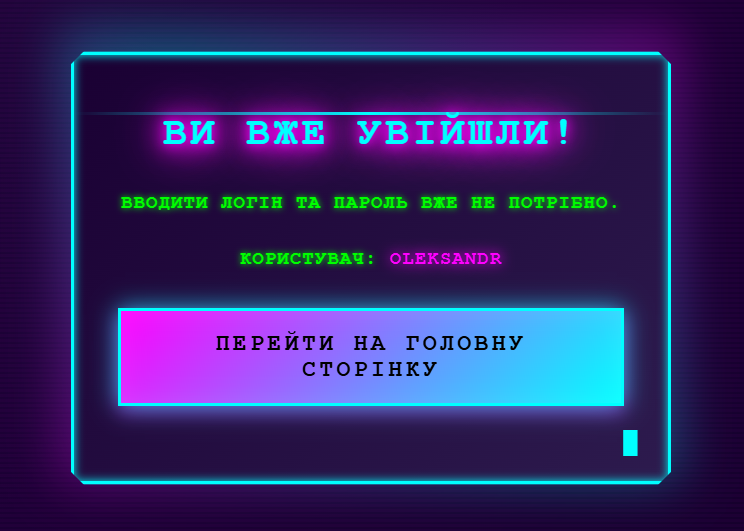 ВИ ВЖЕ УВІЙШЛИ!
ВВОДИТИ ЛОГІН ТА ПАРОЛЬ ВЖЕ НЕ ПОТРІБНО.
КОРИСТУВАЧ: OLEKSANDR
ПЕРЕЙТИ НА ГОЛОВНУ
СТОРІНКУ